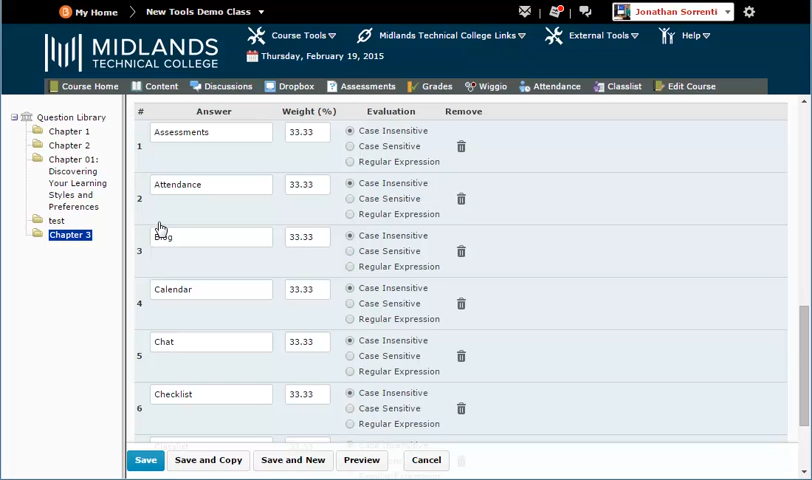 My Home
New Tools Demo Class
Jonathan Sorrenti
MIDLANDS
TECHNICAL COLLEGE
Course Tools
Midlands Technical College Links
External Tools
Help
Thursday, February 19, 2015
Course Home
Content
Discussions
Dropbox
Assessments
Grades
Wiggio
Attendance
Classlist
Edit Course
Question Library
Chapter 1
Chapter 2
Chapter 01:
Discovering
Your Learning
Styles and
Preferences
test
Chapter 3
# Answer Weight (%) Evaluation Remove
1 Assessments 33.33 Case Insensitive
Case Sensitive
Regular Expression
2 Attendance 33.33 Case Insensitive
Case Sensitive
Regular Expression
3 Blog 33.33 Case Insensitive
Case Sensitive
Regular Expression
4 Calendar 33.33 Case Insensitive
Case Sensitive
Regular Expression
5 Chat 33.33 Case Insensitive
Case Sensitive
Regular Expression
6 Checklist 33.33 Case Insensitive
Case Sensitive
Regular Expression
Save
Save and Copy
Save and New
Preview
Cancel